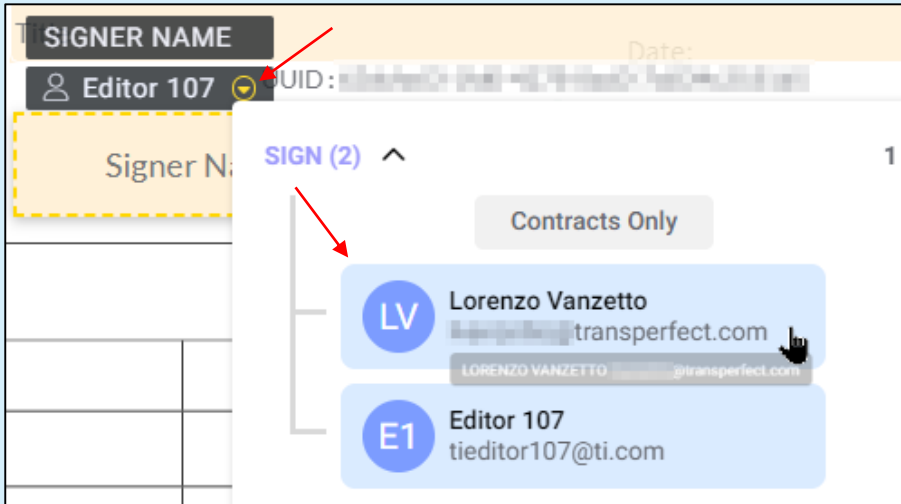 SIGNER NAME
Date:
Editor 107
UUID:
Signer Na
SIGN (2)
1
Contracts Only
LV
Lorenzo Vanzetto
transperfect.com
LORENZO VANZETTO @transperfect.com
E1
Editor 107
tieditor107@ti.com